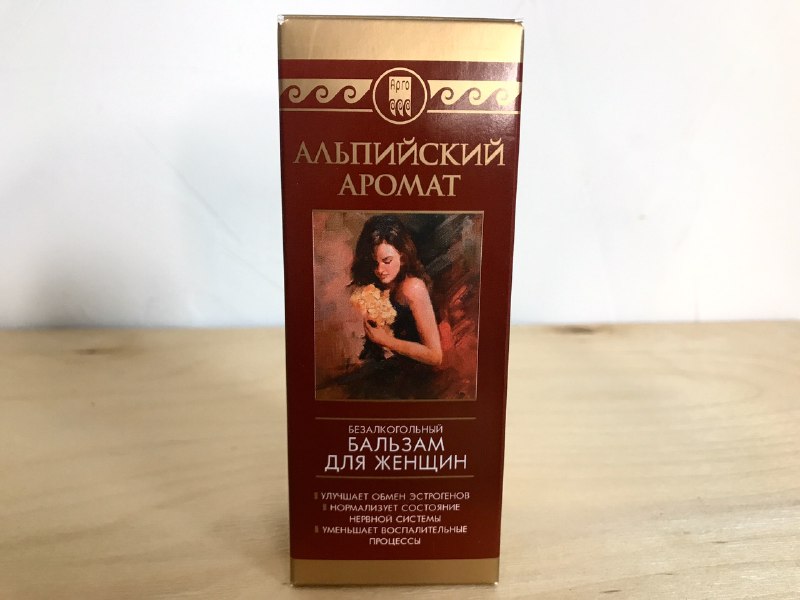 Арго
АЛЬПИЙСКИЙ
АРОМАТ
БЕЗАЛКОГОЛЬНЫЙ
БАЛЬЗАМ
ДЛЯ ЖЕНЩИН
УЛУЧШАЕТ ОБМЕН ЭСТРОГЕНОВ
НОРМАЛИЗУЕТ СОСТОЯНИЕ
НЕРВНОЙ СИСТЕМЫ
УМЕНЬШАЕТ ВОСПАЛИТЕЛЬНЫЕ
ПРОЦЕССЫ